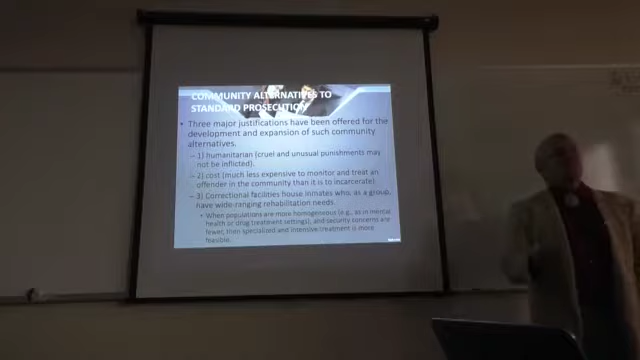 COMMUNITY ALTERNATIVES TO
STANDARD PROSECUTION
• Three major justifications have been offered for the
development and expansion of such community
alternatives.
– 1) humanitarian (cruel and unusual punishments may
not be inflicted).
– 2) cost (much less expensive to monitor and treat an
offender in the community than it is to incarcerate)
– 3) Correctional facilities house inmates who, as a group,
have wide-ranging rehabilitation needs.
• When populations are more homogeneous (e.g., as in mental
health or drug treatment settings), and security concerns are
fewer, then specialized and intensive treatment is more
feasible.